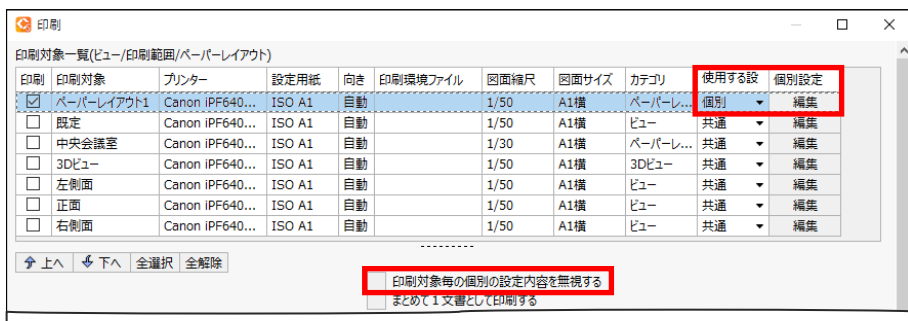 印刷
印刷対象一覧(ビュー/印刷範囲/ペーパーレイアウト)
印刷 印刷対象 プリンター 設定用紙 向き 印刷環境ファイル 図面縮尺 図面サイズ カテゴリ 使用する設 個別設定
ペーパーレイアウト1 Canon iPF640... ISO A1 自動 1/50 A1横 ペーパーレ... 個別 編集
既定 Canon iPF640... ISO A1 自動 1/50 A1横 ビュー 共通 編集
中央会議室 Canon iPF640... ISO A1 自動 1/30 A1横 ペーパーレ... 共通 編集
3Dビュー Canon iPF640... ISO A1 自動 1/50 A1横 3Dビュー 共通 編集
左側面 Canon iPF640... ISO A1 自動 1/50 A1横 ビュー 共通 編集
正面 Canon iPF640... ISO A1 自動 1/50 A1横 ビュー 共通 編集
右側面 Canon iPF640... ISO A1 自動 1/50 A1横 ビュー 共通 編集
上へ 下へ 全選択 全解除
印刷対象毎の個別の設定内容を無視する
まとめて1文書として印刷する